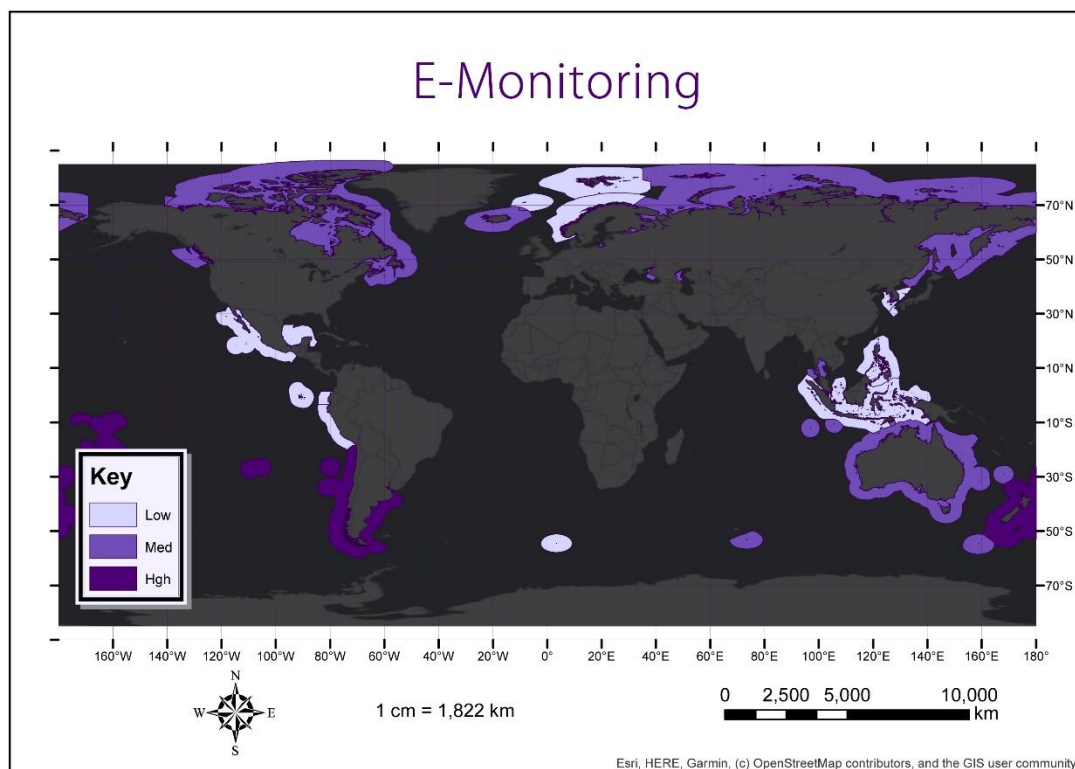 E-Monitoring
70°N
50°N
30°N
10°N
10°S
30°S
50°S
70°S
Key
Low
Med
Hgh
160°W 140°W 120°W 100°W 80°W 60°W 40°W 20°W 0° 20°E 40°E 60°E 80°E 100°E 120°E 140°E 160°E 180°
N
W E
S
1 cm = 1,822 km
0 2,500 5,000 10,000
km
Esri, HERE, Garmin, (c) OpenStreetMap contributors, and the GIS user community